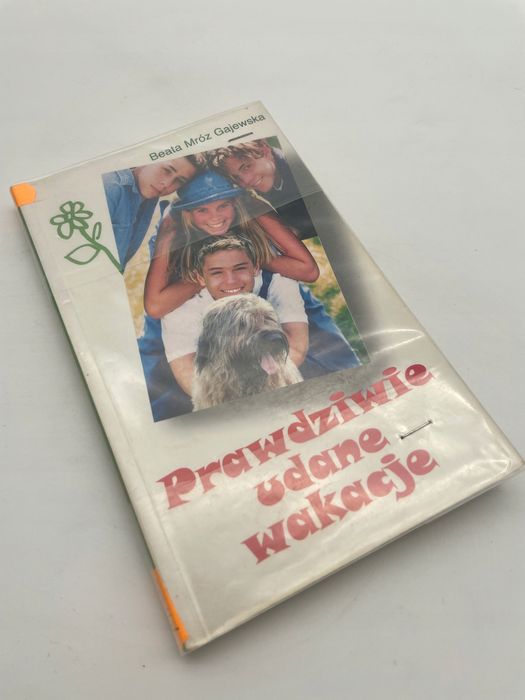 Beata Mróz Gajewska
Prawdziwie
udane
wakacje